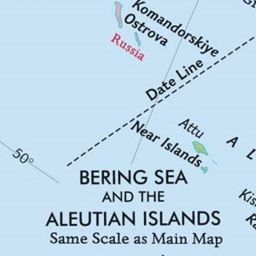 Komandorskiye
Ostrova
Russia
Date Line
Attu
Near Islands
A L
50°
BERING SEA
AND THE
ALEUTIAN ISLANDS
Same Scale as Main Map